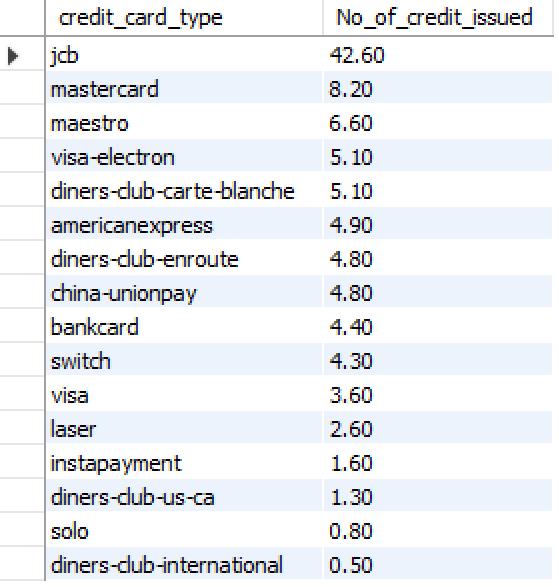 credit_card_type No_of_credit_issued
jcb 42.60
mastercard 8.20
maestro 6.60
visa-electron 5.10
diners-club-carte-blanche 5.10
americanexpress 4.90
diners-club-enroute 4.80
china-unionpay 4.80
bankcard 4.40
switch 4.30
visa 3.60
laser 2.60
instapayment 1.60
diners-club-us-ca 1.30
solo 0.80
diners-club-international 0.50